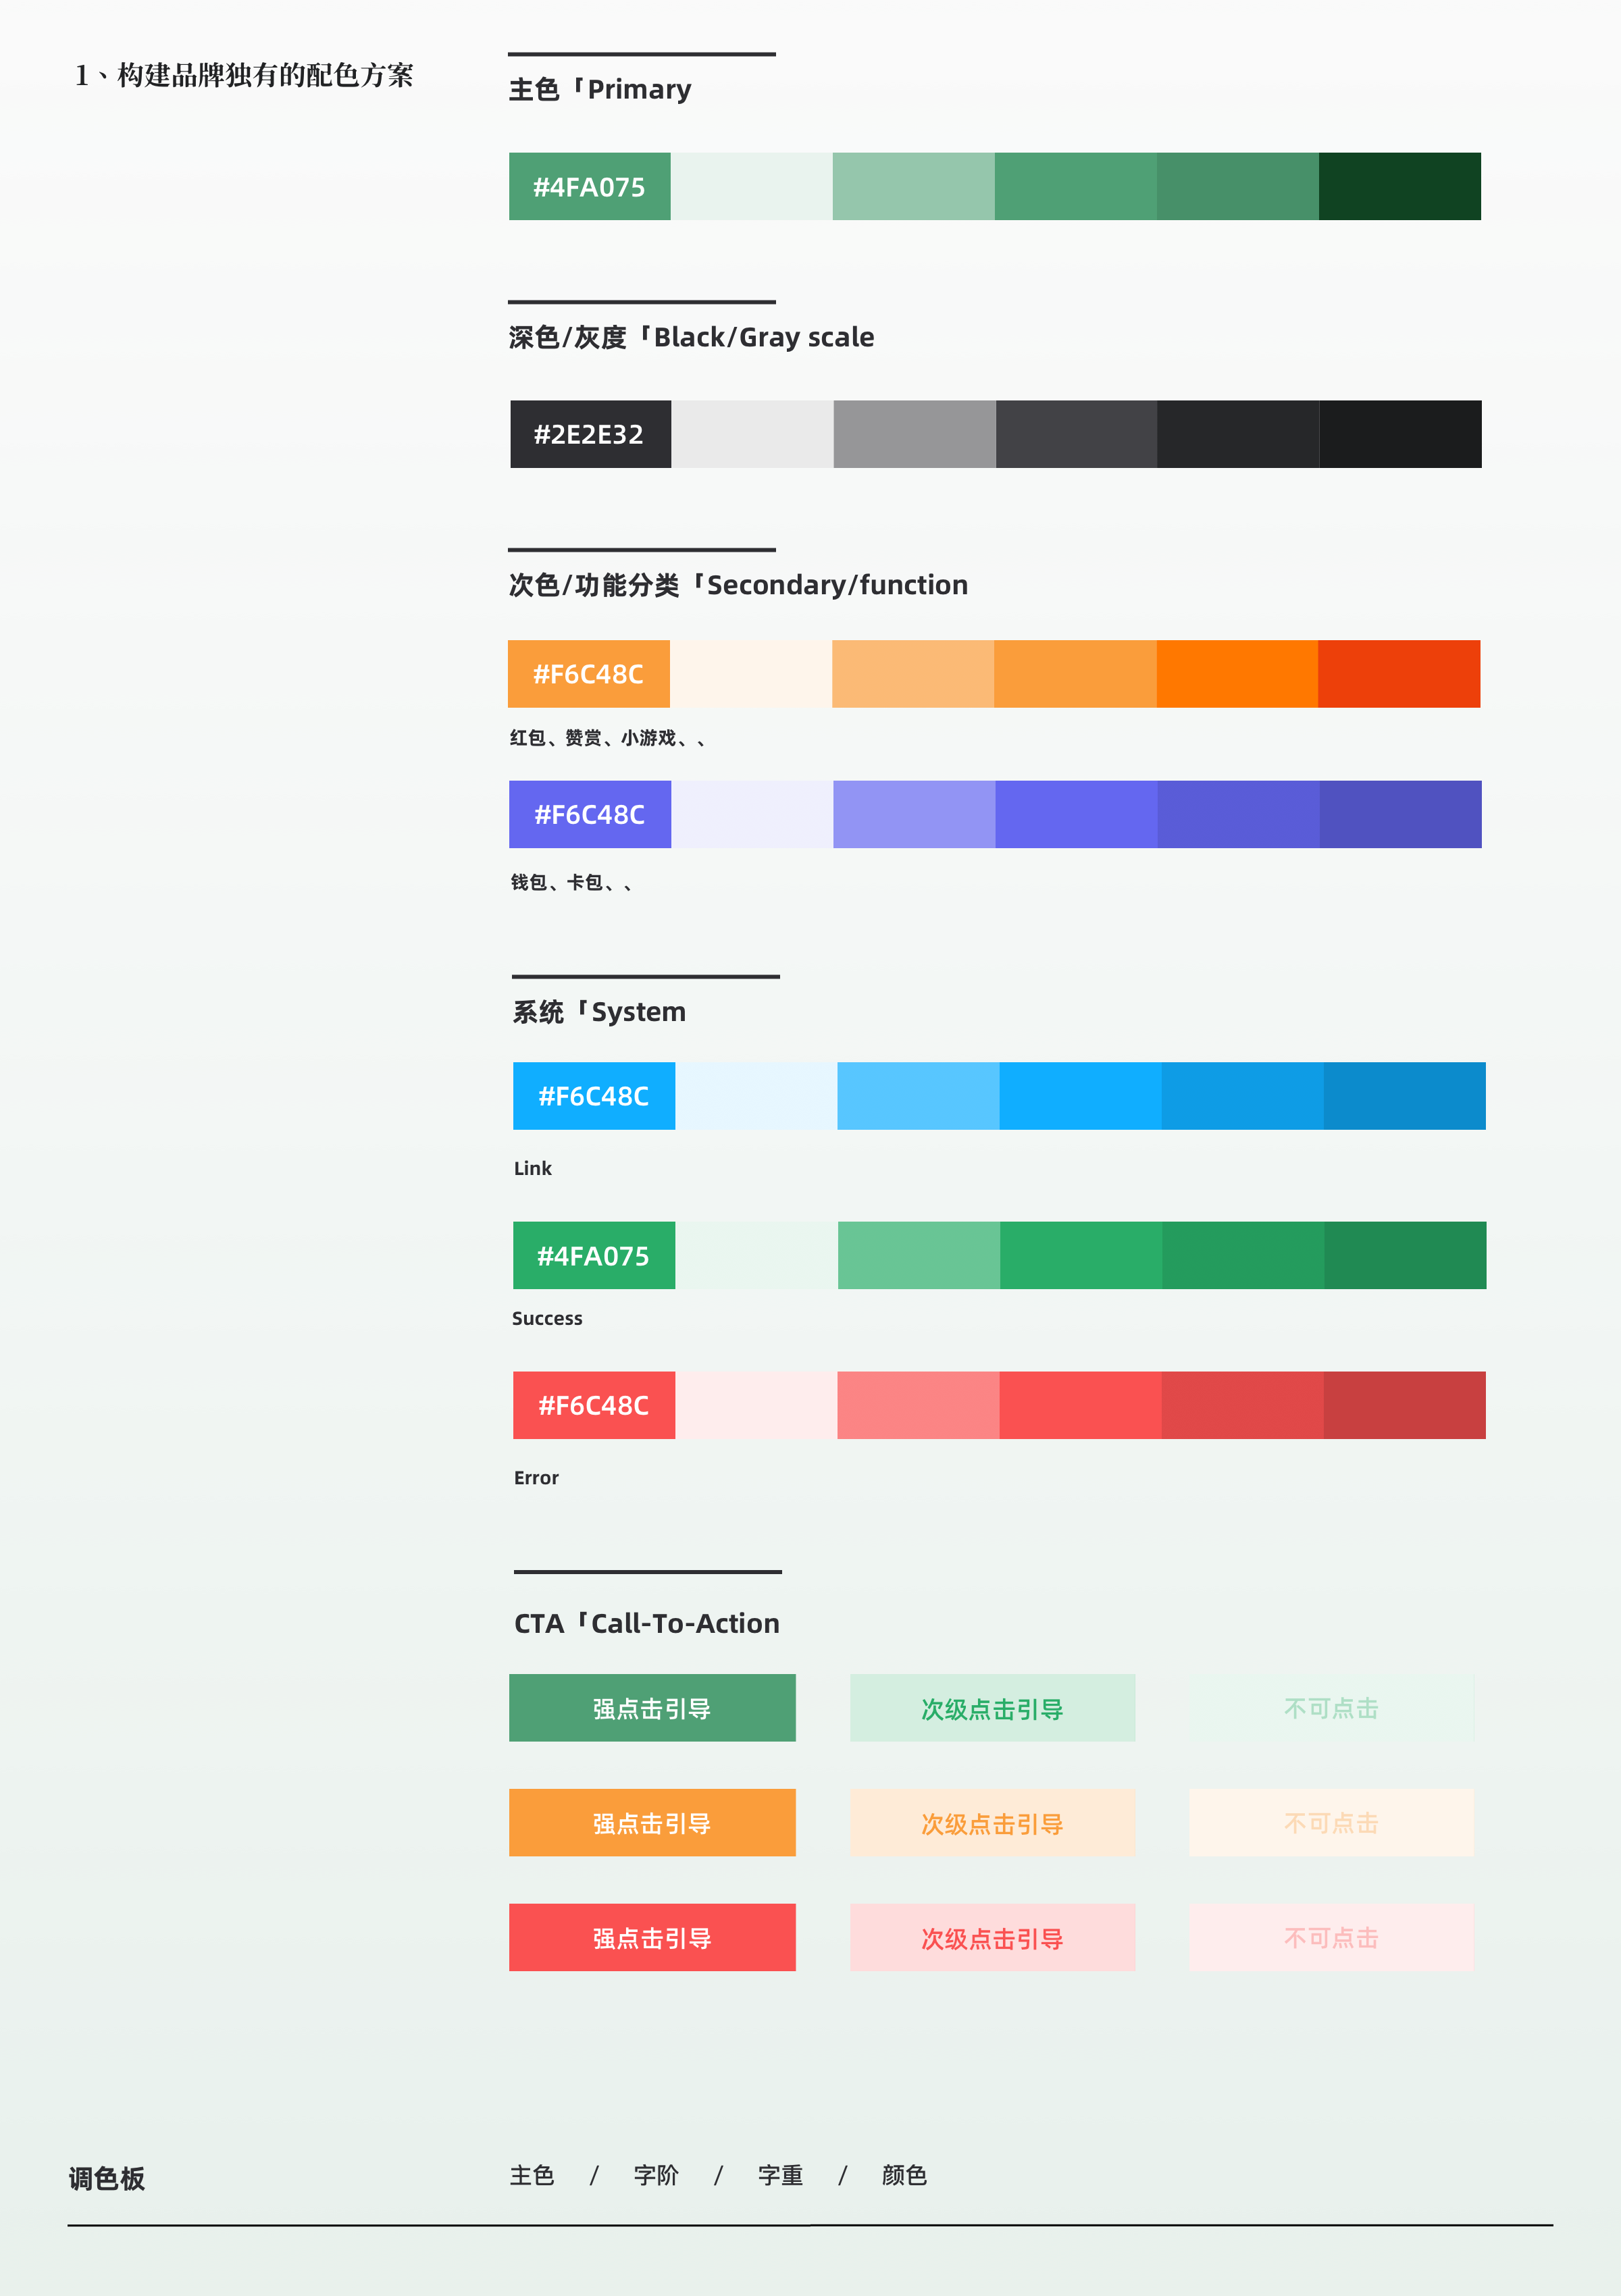 1、构建品牌独有的配色方案
主色「Primary
#4FA075
深色/灰度「Black/Gray scale
#2E2E32
次色/功能分类「Secondary/function
#F6C48C
红包、赞赏、小游戏、、
#F6C48C
钱包、卡包、、
系统「System
#F6C48C
Link
#4FA075
Success
#F6C48C
Error
CTA「Call-To-Action
强点击引导 次级点击引导 不可点击
强点击引导 次级点击引导 不可点击
强点击引导 次级点击引导 不可点击
调色板 主色 / 字阶 / 字重 / 颜色